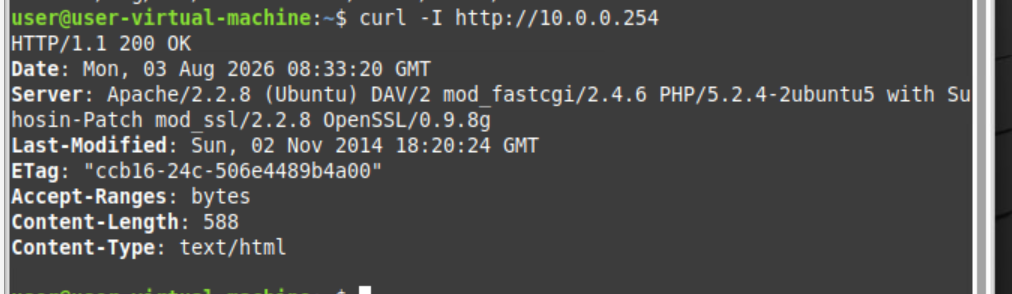 user@user-virtual-machine:~$ curl -I http://10.0.0.254
HTTP/1.1 200 OK
Date: Mon, 03 Aug 2026 08:33:20 GMT
Server: Apache/2.2.8 (Ubuntu) DAV/2 mod_fastcgi/2.4.6 PHP/5.2.4-2ubuntu5 with Su
hosin-Patch mod_ssl/2.2.8 OpenSSL/0.9.8g
Last-Modified: Sun, 02 Nov 2014 18:20:24 GMT
ETag: "ccb16-24c-506e4489b4a00"
Accept-Ranges: bytes
Content-Length: 588
Content-Type: text/html